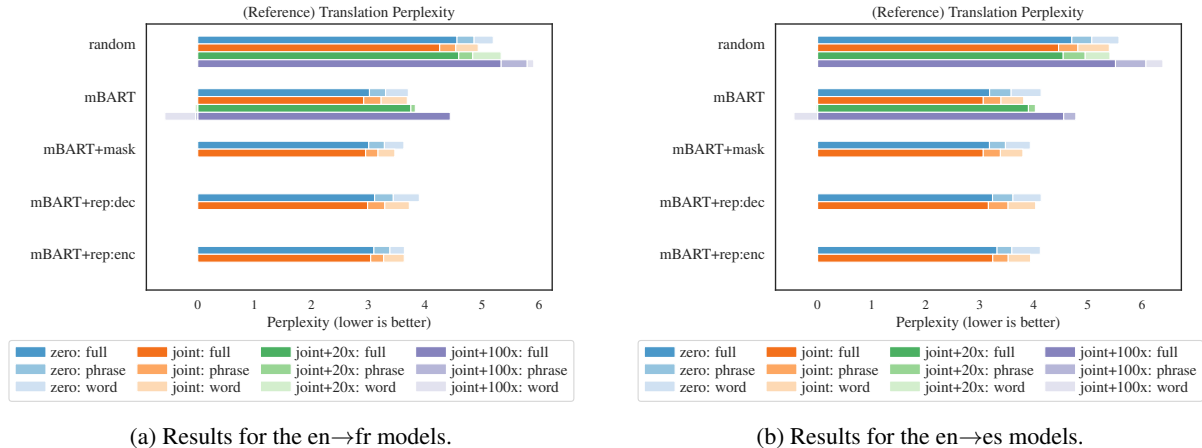 (Reference) Translation Perplexity
random
mBART
mBART+mask
mBART+rep:dec
mBART+rep:enc
0 1 2 3 4 5 6
Perplexity (lower is better)
zero: full joint: full joint+20x: full joint+100x: full
zero: phrase joint: phrase joint+20x: phrase joint+100x: phrase
zero: word joint: word joint+20x: word joint+100x: word
(a) Results for the en→fr models.
(Reference) Translation Perplexity
random
mBART
mBART+mask
mBART+rep:dec
mBART+rep:enc
0 1 2 3 4 5 6
Perplexity (lower is better)
zero: full joint: full joint+20x: full joint+100x: full
zero: phrase joint: phrase joint+20x: phrase joint+100x: phrase
zero: word joint: word joint+20x: word joint+100x: word
(b) Results for the en→es models.